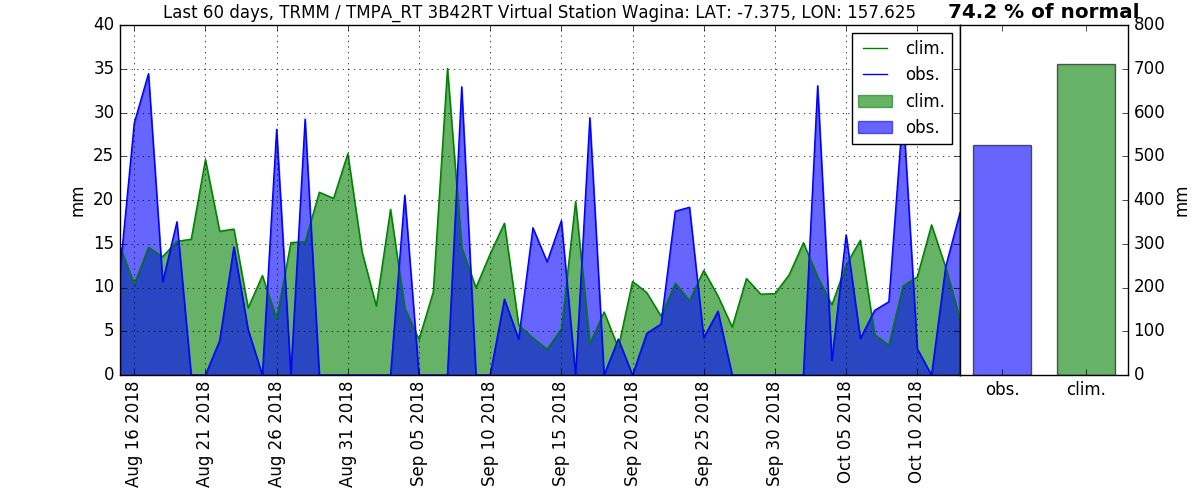 Last 60 days, TRMM / TMPA_RT 3B42RT Virtual Station Wagina: LAT: -7.375, LON: 157.625
74.2 % of normal
40
35
30
25
20
15
10
5
0
mm
clim.
obs.
clim.
obs.
Aug 16 2018
Aug 21 2018
Aug 26 2018
Aug 31 2018
Sep 05 2018
Sep 10 2018
Sep 15 2018
Sep 20 2018
Sep 25 2018
Sep 30 2018
Oct 05 2018
Oct 10 2018
800
700
600
500
400
300
200
100
0
mm
obs.
clim.